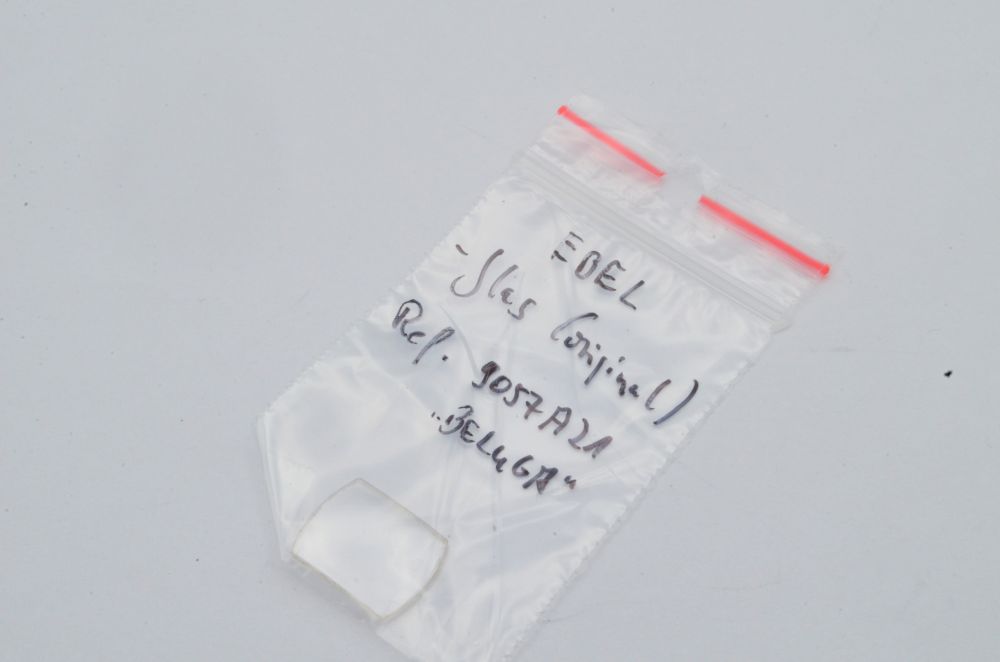 EBEL
- Glas (original)
Ref. 9057A21
„BELUGA“